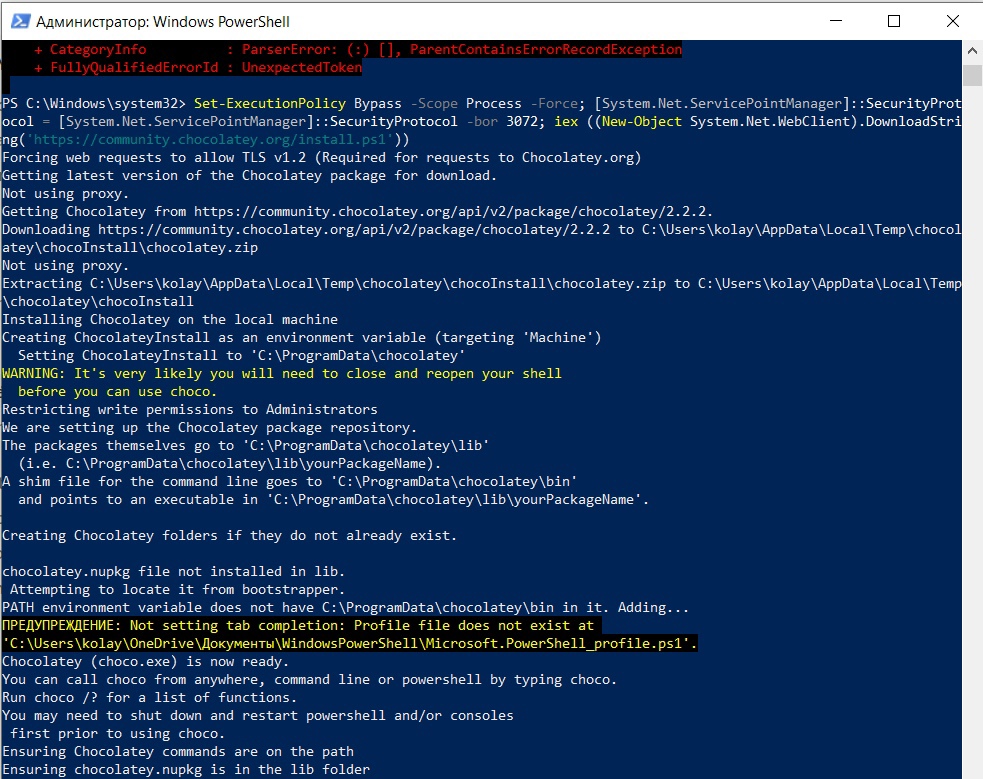 Администратор: Windows PowerShell
    + CategoryInfo          : ParserError: (:) [], ParentContainsErrorRecordException
    + FullyQualifiedErrorId : UnexpectedToken
PS C:\Windows\system32> Set-ExecutionPolicy Bypass -Scope Process -Force; [System.Net.ServicePointManager]::SecurityProt
ocol = [System.Net.ServicePointManager]::SecurityProtocol -bor 3072; iex ((New-Object System.Net.WebClient).DownloadStri
ng('https://community.chocolatey.org/install.ps1'))
Forcing web requests to allow TLS v1.2 (Required for requests to Chocolatey.org)
Getting latest version of the Chocolatey package for download.
Not using proxy.
Getting Chocolatey from https://community.chocolatey.org/api/v2/package/chocolatey/2.2.2.
Downloading https://community.chocolatey.org/api/v2/package/chocolatey/2.2.2 to C:\Users\kolay\AppData\Local\Temp\chocol
atey\chocoInstall\chocolatey.zip
Not using proxy.
Extracting C:\Users\kolay\AppData\Local\Temp\chocolatey\chocoInstall\chocolatey.zip to C:\Users\kolay\AppData\Local\Temp
\chocolatey\chocoInstall
Installing Chocolatey on the local machine
Creating ChocolateyInstall as an environment variable (targeting 'Machine')
  Setting ChocolateyInstall to 'C:\ProgramData\chocolatey'
WARNING: It's very likely you will need to close and reopen your shell
  before you can use choco.
Restricting write permissions to Administrators
We are setting up the Chocolatey package repository.
The packages themselves go to 'C:\ProgramData\chocolatey\lib'
  (i.e. C:\ProgramData\chocolatey\lib\yourPackageName).
A shim file for the command line goes to 'C:\ProgramData\chocolatey\bin'
  and points to an executable in 'C:\ProgramData\chocolatey\lib\yourPackageName'.
Creating Chocolatey folders if they do not already exist.
chocolatey.nupkg file not installed in lib.
 Attempting to locate it from bootstrapper.
PATH environment variable does not have C:\ProgramData\chocolatey\bin in it. Adding...
ПРЕДУПРЕЖДЕНИЕ: Not setting tab completion: Profile file does not exist at
'C:\Users\kolay\OneDrive\Документы\WindowsPowerShell\Microsoft.PowerShell_profile.ps1'.
Chocolatey (choco.exe) is now ready.
You can call choco from anywhere, command line or powershell by typing choco.
Run choco /? for a list of functions.
You may need to shut down and restart powershell and/or consoles
 first prior to using choco.
Ensuring Chocolatey commands are on the path
Ensuring chocolatey.nupkg is in the lib folder